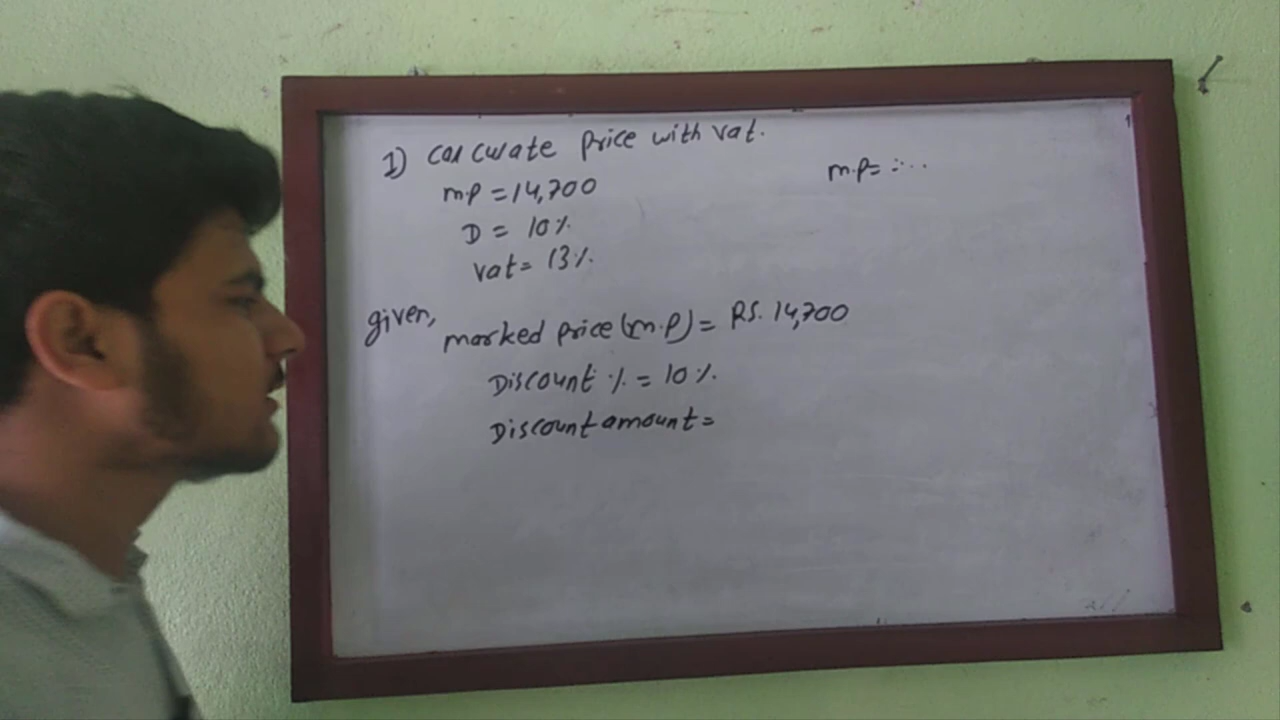 1) Calculate price with vat.
m.p = 14,700
m.p = ....
D = 10%
vat = 13%.
given,
marked price (m.p) = RS. 14,700
Discount % = 10%.
Discount amount =